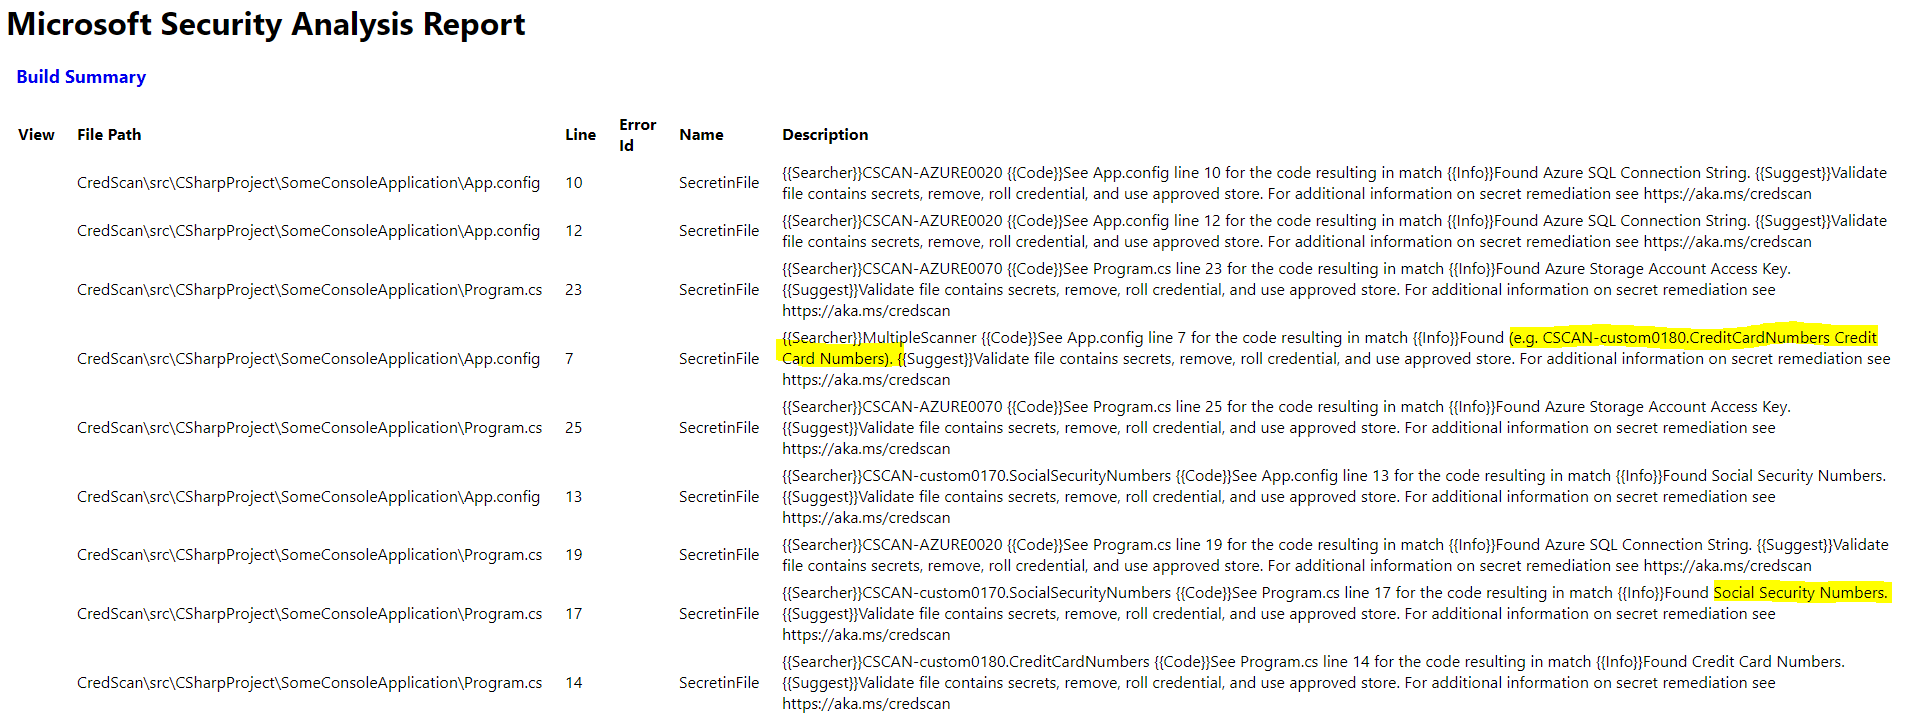 Microsoft Security Analysis Report
Build Summary
View File Path Line Error Id Name Description
CredScan\src\CSharpProject\SomeConsoleApplication\App.config 10 SecretinFile {{Searcher}}CSCAN-AZURE0020 {{Code}}See App.config line 10 for the code resulting in match {{Info}}Found Azure SQL Connection String. {{Suggest}}Validate
file contains secrets, remove, roll credential, and use approved store. For additional information on secret remediation see https://aka.ms/credscan
CredScan\src\CSharpProject\SomeConsoleApplication\App.config 12 SecretinFile {{Searcher}}CSCAN-AZURE0020 {{Code}}See App.config line 12 for the code resulting in match {{Info}}Found Azure SQL Connection String. {{Suggest}}Validate
file contains secrets, remove, roll credential, and use approved store. For additional information on secret remediation see https://aka.ms/credscan
CredScan\src\CSharpProject\SomeConsoleApplication\Program.cs 23 SecretinFile {{Searcher}}CSCAN-AZURE0070 {{Code}}See Program.cs line 23 for the code resulting in match {{Info}}Found Azure Storage Account Access Key.
{{Suggest}}Validate file contains secrets, remove, roll credential, and use approved store. For additional information on secret remediation see
https://aka.ms/credscan
CredScan\src\CSharpProject\SomeConsoleApplication\App.config 7 SecretinFile {{Searcher}}MultipleScanner {{Code}}See App.config line 7 for the code resulting in match {{Info}}Found (e.g. CSCAN-custom0180.CreditCardNumbers Credit
Card Numbers). {{Suggest}}Validate file contains secrets, remove, roll credential, and use approved store. For additional information on secret remediation see
https://aka.ms/credscan
CredScan\src\CSharpProject\SomeConsoleApplication\Program.cs 25 SecretinFile {{Searcher}}CSCAN-AZURE0070 {{Code}}See Program.cs line 25 for the code resulting in match {{Info}}Found Azure Storage Account Access Key.
{{Suggest}}Validate file contains secrets, remove, roll credential, and use approved store. For additional information on secret remediation see
https://aka.ms/credscan
CredScan\src\CSharpProject\SomeConsoleApplication\App.config 13 SecretinFile {{Searcher}}CSCAN-custom0170.SocialSecurityNumbers {{Code}}See App.config line 13 for the code resulting in match {{Info}}Found Social Security Numbers.
{{Suggest}}Validate file contains secrets, remove, roll credential, and use approved store. For additional information on secret remediation see
https://aka.ms/credscan
CredScan\src\CSharpProject\SomeConsoleApplication\Program.cs 19 SecretinFile {{Searcher}}CSCAN-AZURE0020 {{Code}}See Program.cs line 19 for the code resulting in match {{Info}}Found Azure SQL Connection String. {{Suggest}}Validate
file contains secrets, remove, roll credential, and use approved store. For additional information on secret remediation see https://aka.ms/credscan
CredScan\src\CSharpProject\SomeConsoleApplication\Program.cs 17 SecretinFile {{Searcher}}CSCAN-custom0170.SocialSecurityNumbers {{Code}}See Program.cs line 17 for the code resulting in match {{Info}}Found Social Security Numbers.
{{Suggest}}Validate file contains secrets, remove, roll credential, and use approved store. For additional information on secret remediation see
https://aka.ms/credscan
CredScan\src\CSharpProject\SomeConsoleApplication\Program.cs 14 SecretinFile {{Searcher}}CSCAN-custom0180.CreditCardNumbers {{Code}}See Program.cs line 14 for the code resulting in match {{Info}}Found Credit Card Numbers.
{{Suggest}}Validate file contains secrets, remove, roll credential, and use approved store. For additional information on secret remediation see
https://aka.ms/credscan